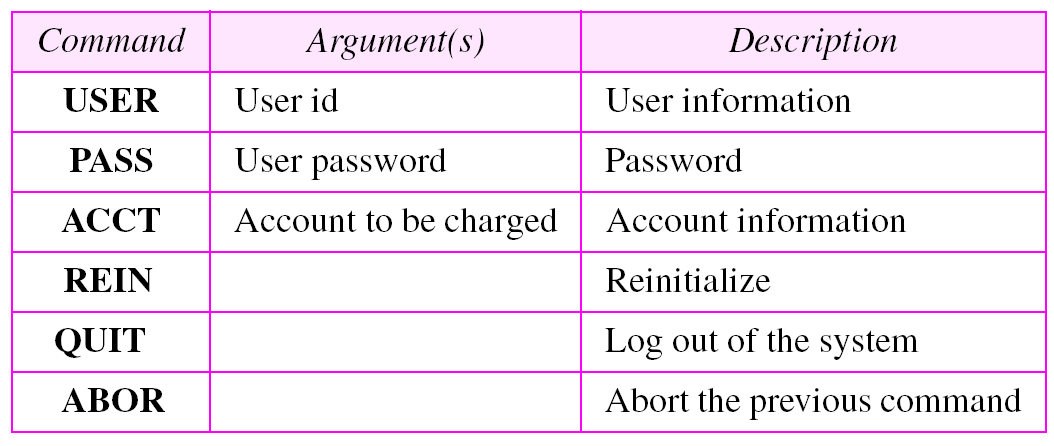 Command Argument(s) Description
USER User id User information
PASS User password Password
ACCT Account to be charged Account information
REIN Reinitialize
QUIT Log out of the system
ABOR Abort the previous command